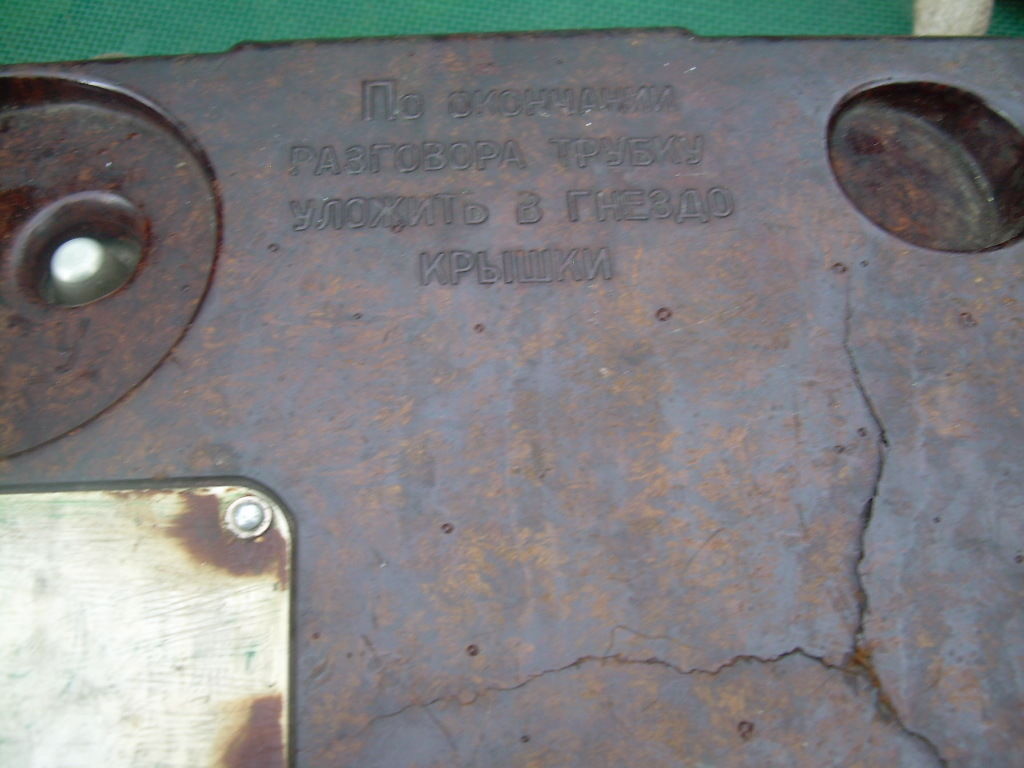 По окончании
разговора трубку
уложить в гнездо
крышки